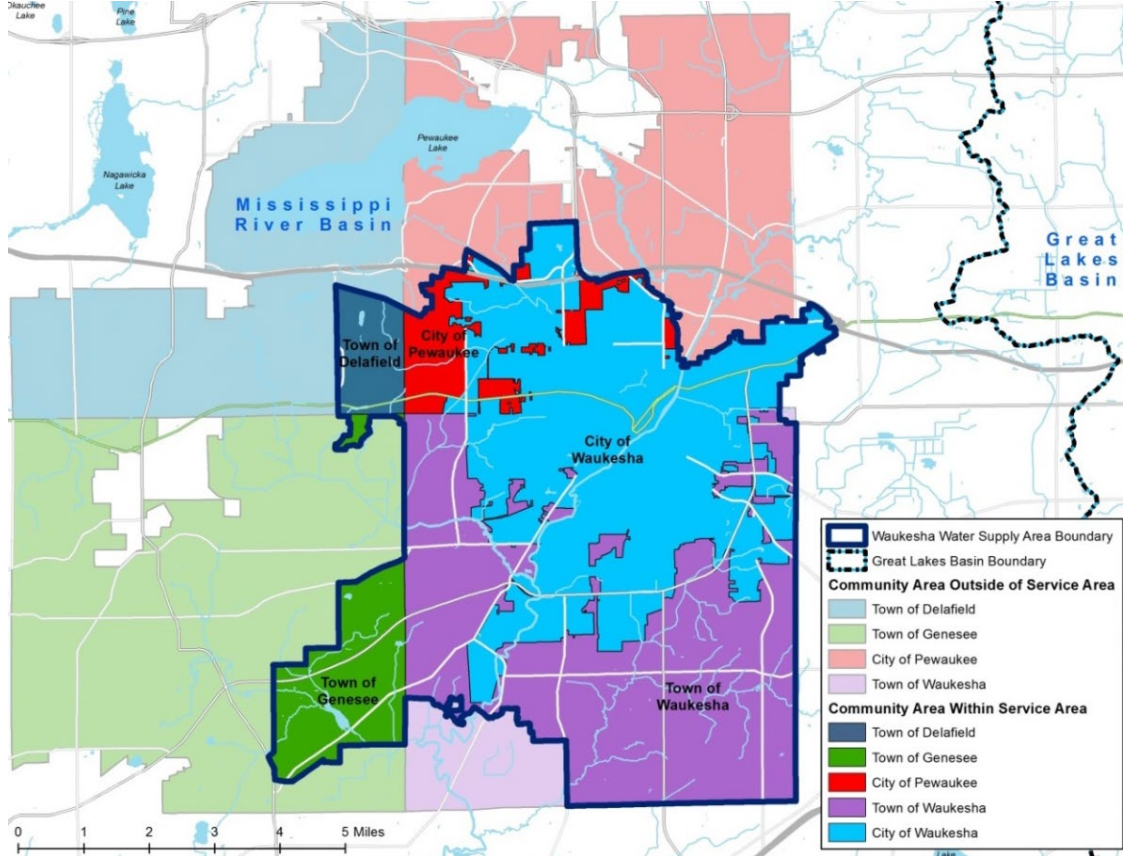 Okauchee
Lake
Pine
Lake
Pewaukee
Lake
Nagawicka
Lake
Mississippi
River Basin
Great
Lakes
Basin
Town of
Delafield
City of
Pewaukee
City of
Waukesha
Town of
Genesee
Town of
Waukesha
Waukesha Water Supply Area Boundary
Great Lakes Basin Boundary
Community Area Outside of Service Area
Town of Delafield
Town of Genesee
City of Pewaukee
Town of Waukesha
Community Area Within Service Area
Town of Delafield
Town of Genesee
City of Pewaukee
Town of Waukesha
City of Waukesha
0 1 2 3 4 5 Miles
Lake